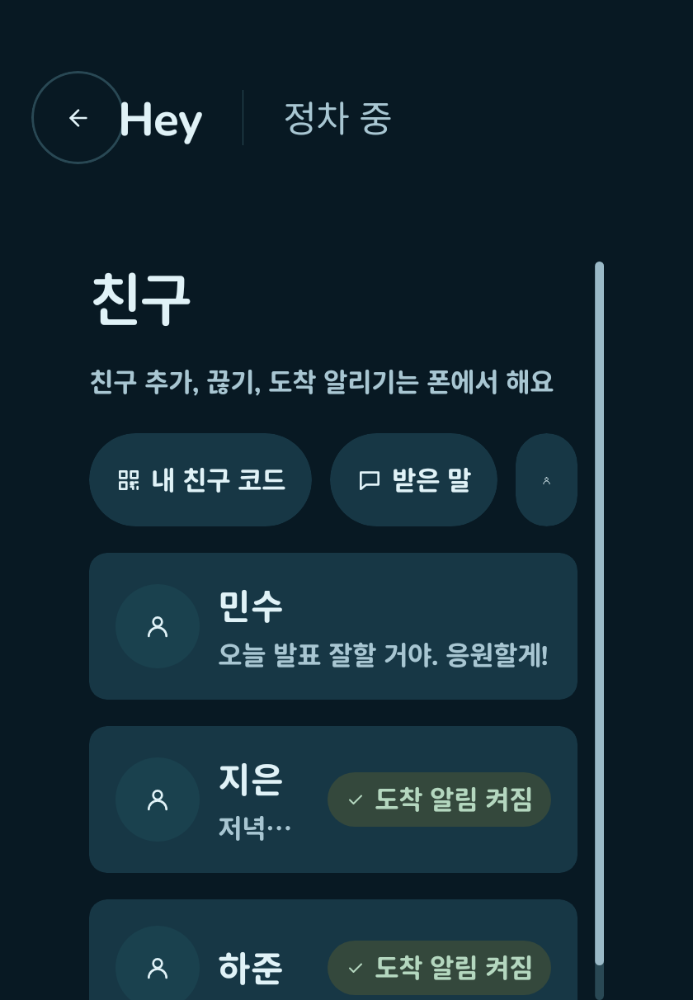 Hey 정차 중
친구
친구 추가, 끊기, 도착 알리기는 폰에서 해요
내 친구 코드 받은 말
민수
오늘 발표 잘할 거야. 응원할게!
지은
저녁…
도착 알림 켜짐
하준
도착 알림 켜짐